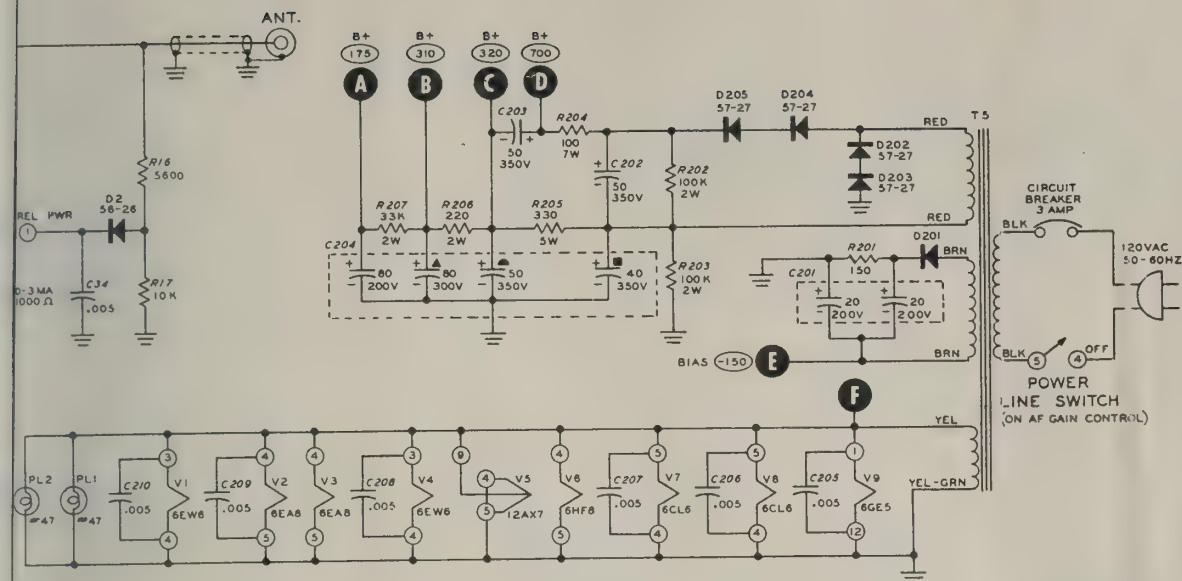 ANT.
B+
175
A
B+
310
B
B+
320
C
B+
700
D
C203
50
350V
R204
100
7W
C202
50
350V
R202
100K
2W
D205
57-27
D204
57-27
D202
57-27
D203
57-27
RED
RED
T5
R16
5600
D2
56-26
REL PWR
1
0-3MA
1000 Ω
C34
.005
R17
10K
R207
33K
2W
R206
220
2W
R205
330
5W
C204
80
200V
80
300V
50
350V
40
350V
R203
100K
2W
R201
150
D201
BRN
C201
20
200V
20
200V
BRN
BIAS
-150
E
CIRCUIT
BREAKER
3 AMP
BLK
120VAC
50-60HZ
BLK
5
4
OFF
POWER
LINE SWITCH
(ON AF GAIN CONTROL)
F
YEL
YEL-GRN
PL2
#47
PL1
#47
C210
.005
3
V1
6EW6
4
C209
.005
4
V2
6EA8
5
4
V3
6EA8
5
C208
.005
3
V4
6EW6
4
9
4
5
V5
12AX7
4
V6
6HF8
5
C207
.005
5
V7
6CL6
4
C206
.005
5
V8
6CL6
4
C205
.005
1
V9
6GE5
12